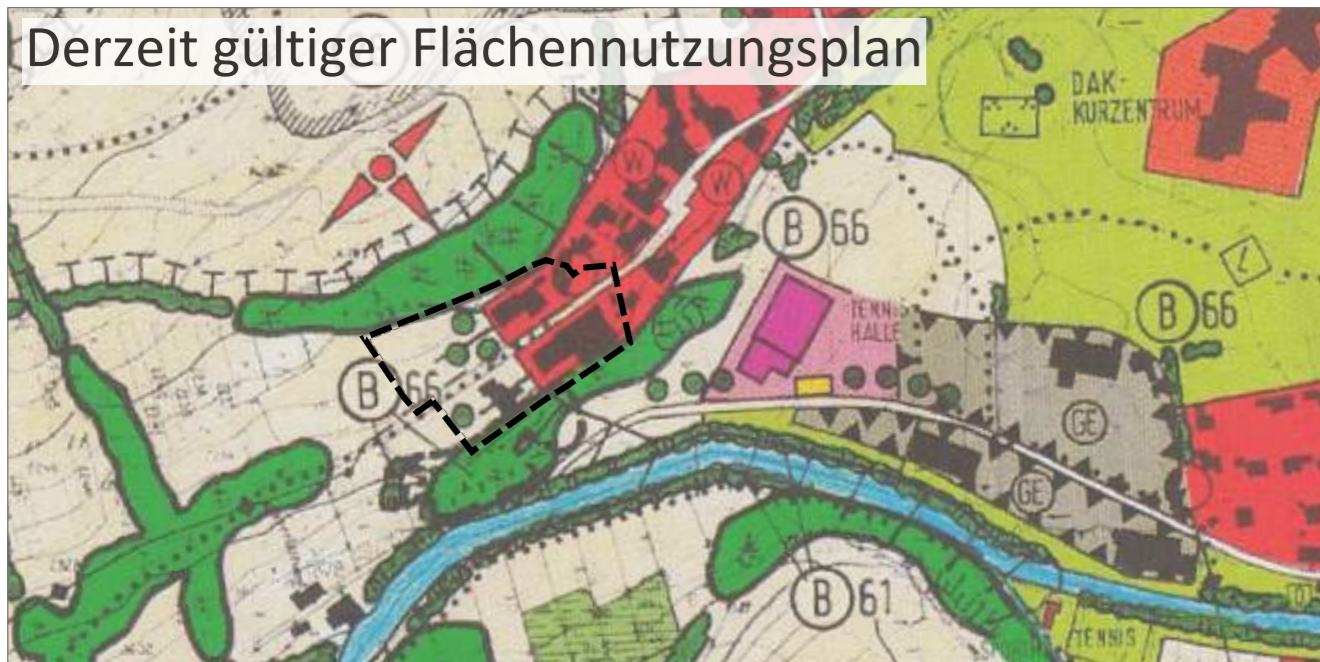 Derzeit gültiger Flächennutzungsplan
DAK-
KURZENTRUM
W
W
B 66
L
TENNIS
HALLE
B 66
B 66
GE
GE
B 61
TENNIS